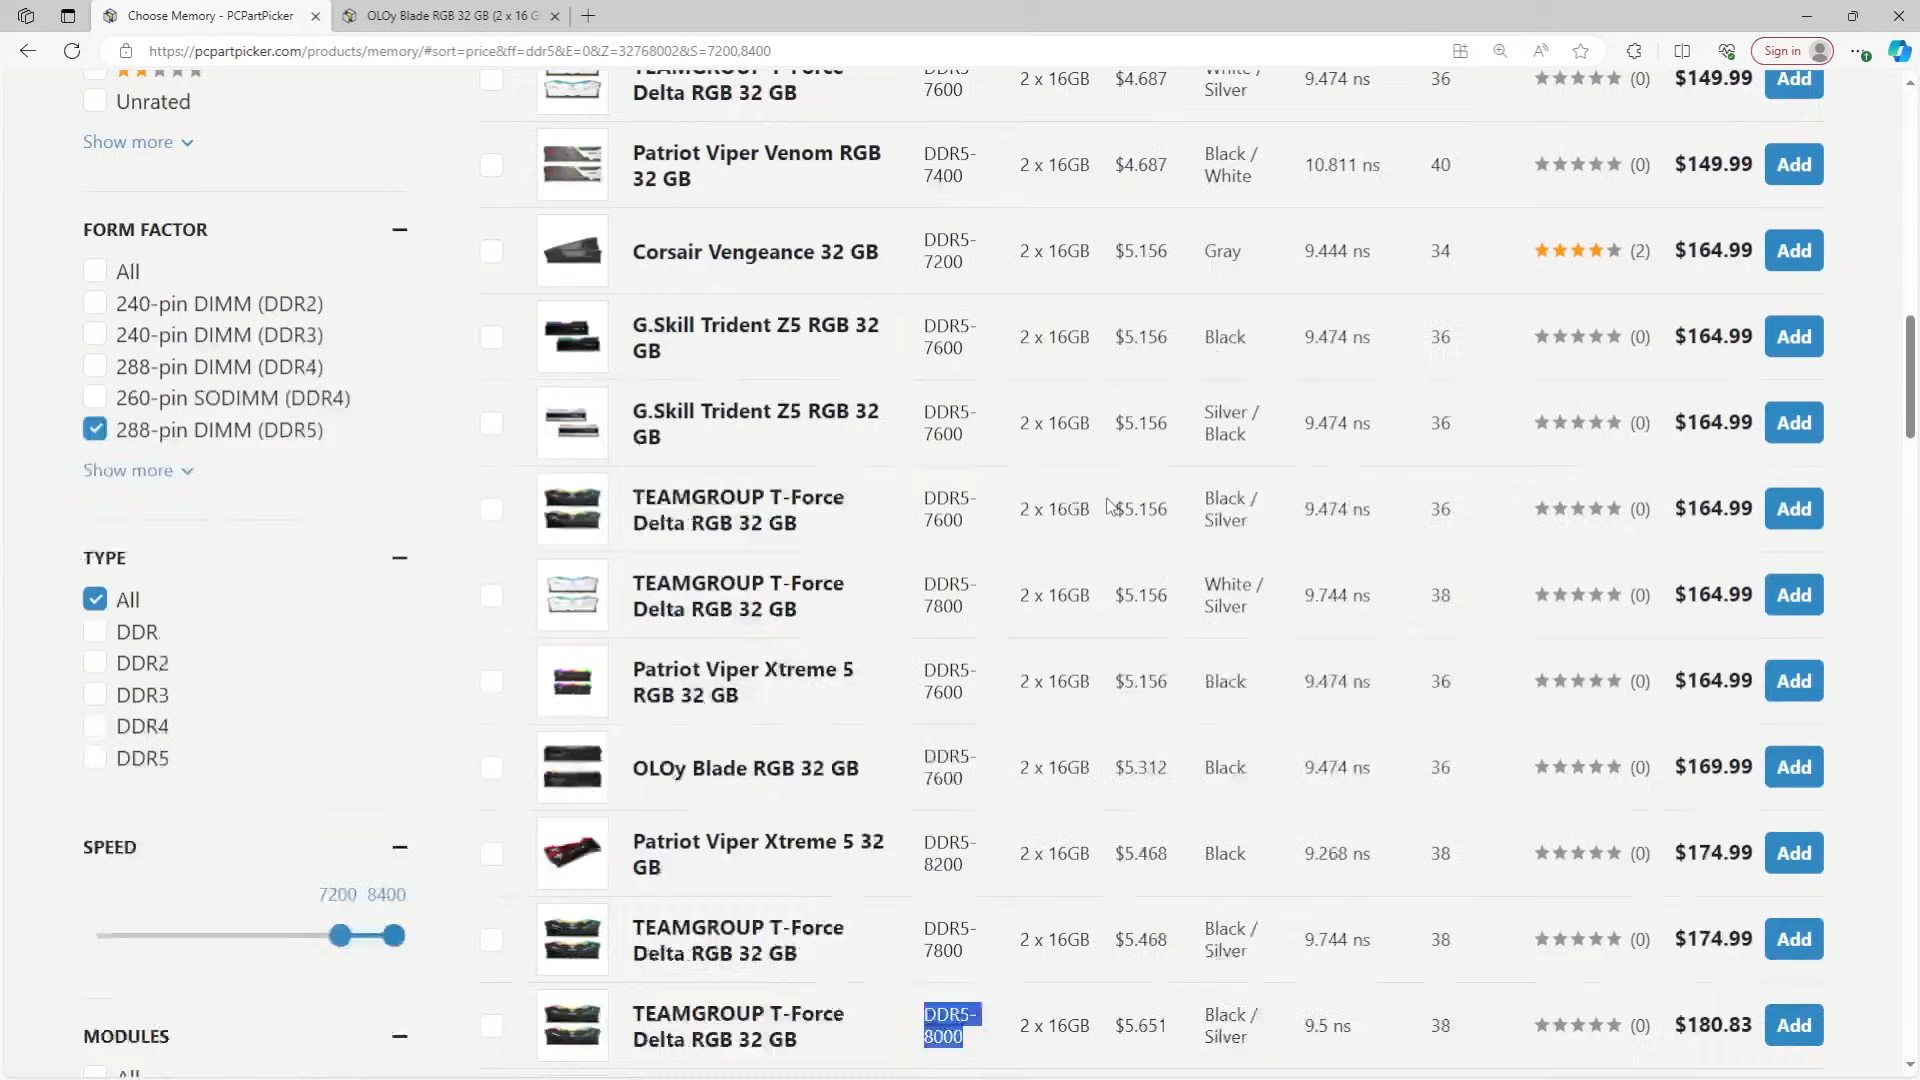 Choose Memory - PCPartPicker
OLOy Blade RGB 32 GB (2 x 16 G
https://pcpartpicker.com/products/memory/#sort=price&ff=ddr5&E=0&Z=32768002&S=7200,8400
Sign in
Unrated
Show more
FORM FACTOR
All
240-pin DIMM (DDR2)
240-pin DIMM (DDR3)
288-pin DIMM (DDR4)
260-pin SODIMM (DDR4)
288-pin DIMM (DDR5)
Show more
TYPE
All
DDR
DDR2
DDR3
DDR4
DDR5
SPEED
7200 8400
MODULES
All
TEAMGROUP T-Force
Delta RGB 32 GB
DDR5-
7600
2 x 16GB
$4.687
White /
Silver
9.474 ns
36
(0)
$149.99
Add
Patriot Viper Venom RGB
32 GB
DDR5-
7400
2 x 16GB
$4.687
Black /
White
10.811 ns
40
(0)
$149.99
Add
Corsair Vengeance 32 GB
DDR5-
7200
2 x 16GB
$5.156
Gray
9.444 ns
34
(2)
$164.99
Add
G.Skill Trident Z5 RGB 32
GB
DDR5-
7600
2 x 16GB
$5.156
Black
9.474 ns
36
(0)
$164.99
Add
G.Skill Trident Z5 RGB 32
GB
DDR5-
7600
2 x 16GB
$5.156
Silver /
Black
9.474 ns
36
(0)
$164.99
Add
TEAMGROUP T-Force
Delta RGB 32 GB
DDR5-
7600
2 x 16GB
$5.156
Black /
Silver
9.474 ns
36
(0)
$164.99
Add
TEAMGROUP T-Force
Delta RGB 32 GB
DDR5-
7800
2 x 16GB
$5.156
White /
Silver
9.744 ns
38
(0)
$164.99
Add
Patriot Viper Xtreme 5
RGB 32 GB
DDR5-
7600
2 x 16GB
$5.156
Black
9.474 ns
36
(0)
$164.99
Add
OLOy Blade RGB 32 GB
DDR5-
7600
2 x 16GB
$5.312
Black
9.474 ns
36
(0)
$169.99
Add
Patriot Viper Xtreme 5 32
GB
DDR5-
8200
2 x 16GB
$5.468
Black
9.268 ns
38
(0)
$174.99
Add
TEAMGROUP T-Force
Delta RGB 32 GB
DDR5-
7800
2 x 16GB
$5.468
Black /
Silver
9.744 ns
38
(0)
$174.99
Add
TEAMGROUP T-Force
Delta RGB 32 GB
DDR5-
8000
2 x 16GB
$5.651
Black /
Silver
9.5 ns
38
(0)
$180.83
Add